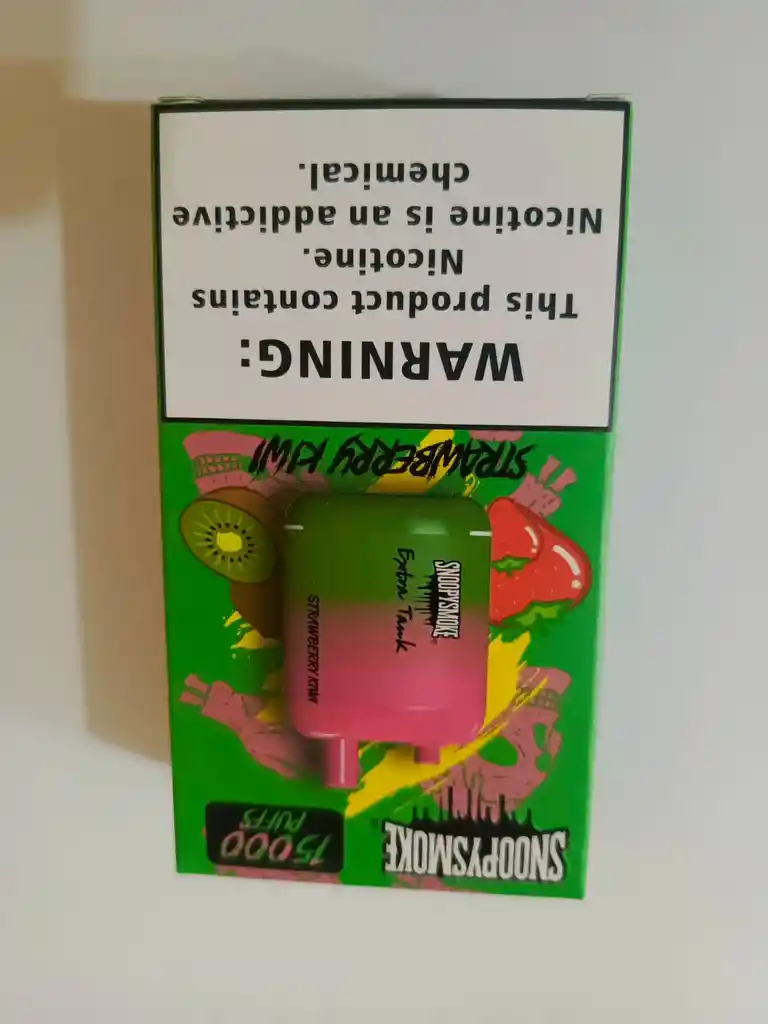 SNOOPYSMOKE
15000
PUFFS
SNOOPYSMOKE®
Extra Tank
STRAWBERRY KIWI
STRAWBERRY KIWI
WARNING:
This product contains
Nicotine.
Nicotine is an addictive
chemical.